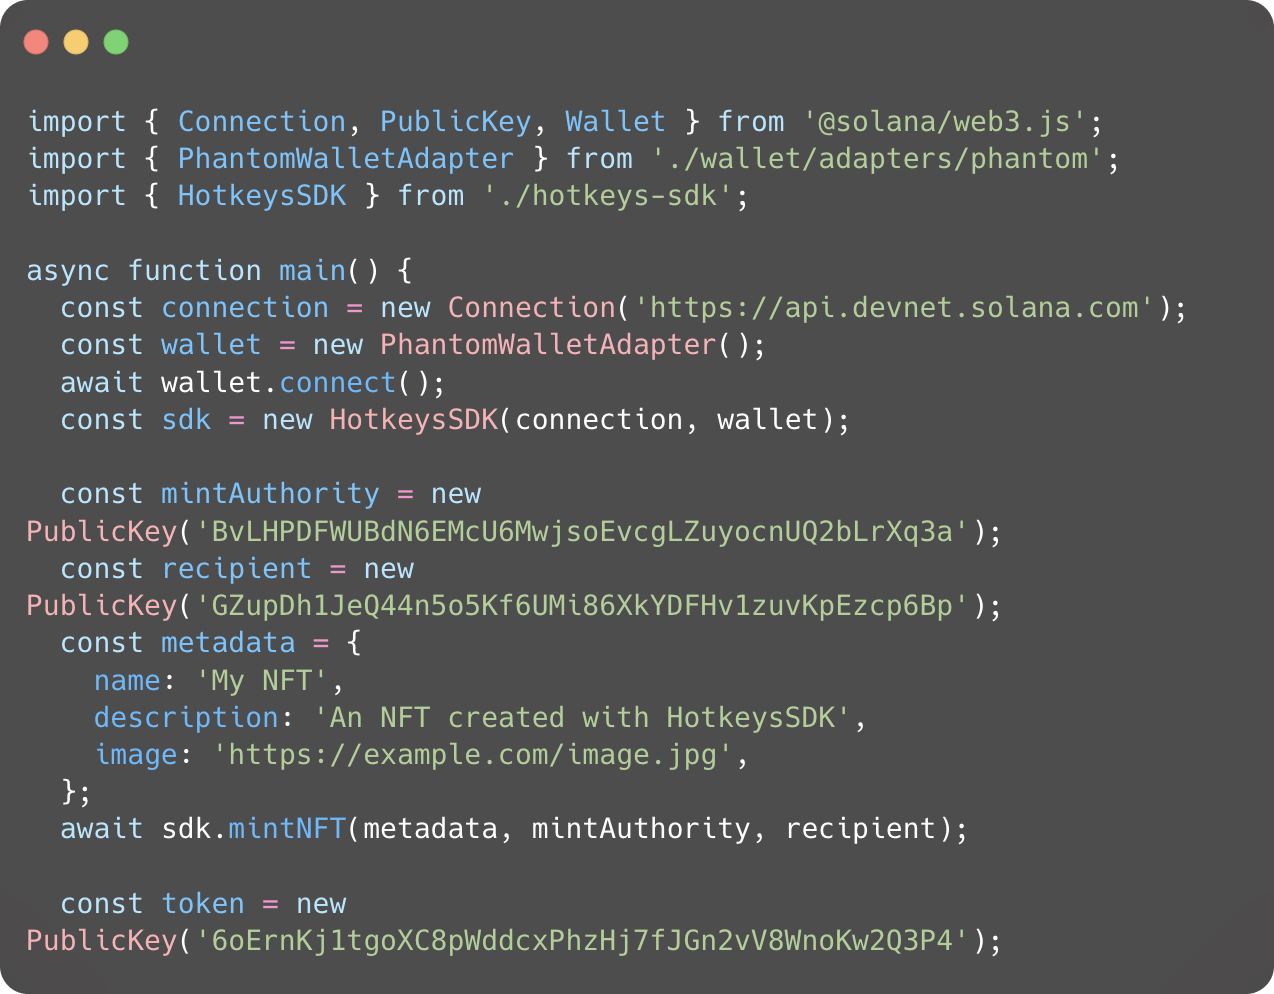 import { Connection, PublicKey, Wallet } from '@solana/web3.js';
import { PhantomWalletAdapter } from './wallet/adapters/phantom';
import { HotkeysSDK } from './hotkeys-sdk';

async function main() {
  const connection = new Connection('https://api.devnet.solana.com');
  const wallet = new PhantomWalletAdapter();
  await wallet.connect();
  const sdk = new HotkeysSDK(connection, wallet);

  const mintAuthority = new
PublicKey('BvLHPDFWUBdN6EMcU6MwjsoEvcgLZuyocnUQ2bLrXq3a');
  const recipient = new
PublicKey('GZupDh1JeQ44n5o5Kf6UMi86XkYDFHv1zuvKpEzcp6Bp');
  const metadata = {
    name: 'My NFT',
    description: 'An NFT created with HotkeysSDK',
    image: 'https://example.com/image.jpg',
  };
  await sdk.mintNFT(metadata, mintAuthority, recipient);

  const token = new
PublicKey('6oErnKj1tgoXC8pWddcxPhzHj7fJGn2vV8WnoKw2Q3P4');